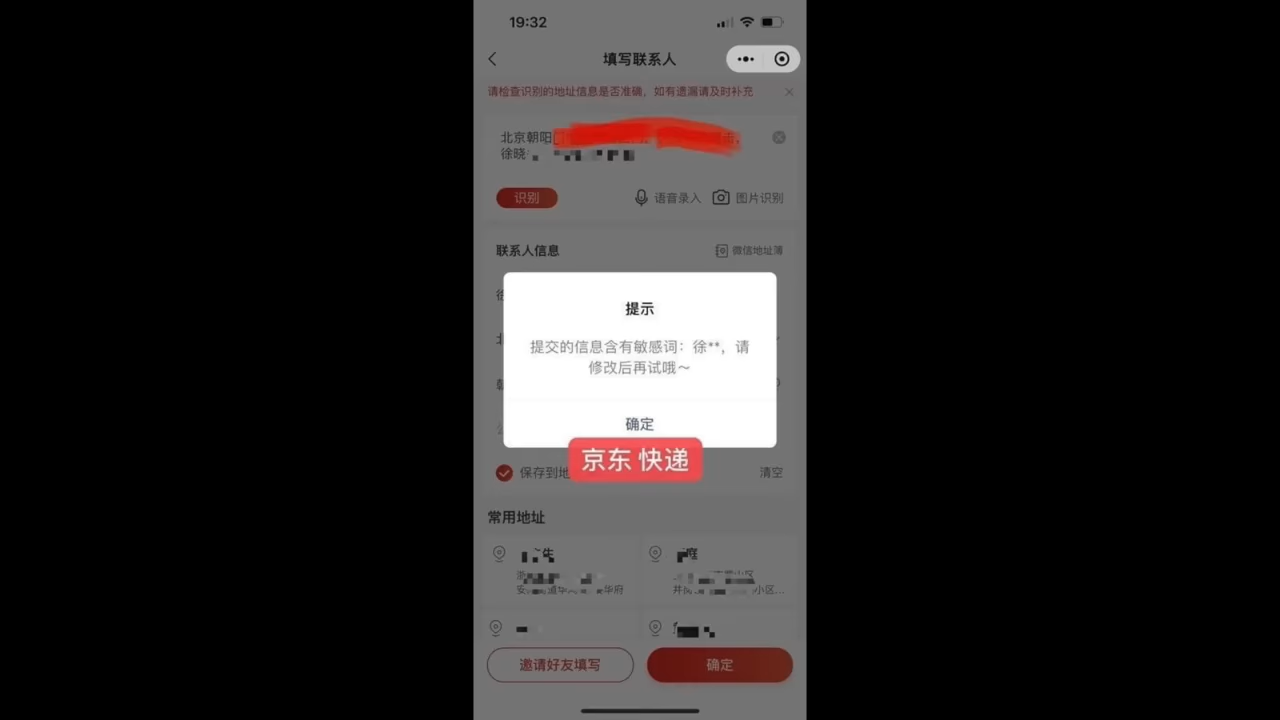 19:32
填写联系人
请检查识别的地址信息是否准确，如有遗漏请及时补充
北京朝阳
徐晓
识别
语音录入
图片识别
联系人信息
微信地址簿
提示
提交的信息含有敏感词：徐**，请
修改后再试哦～
确定
京东 快递
保存到地
清空
常用地址
华府
小区...
邀请好友填写
确定